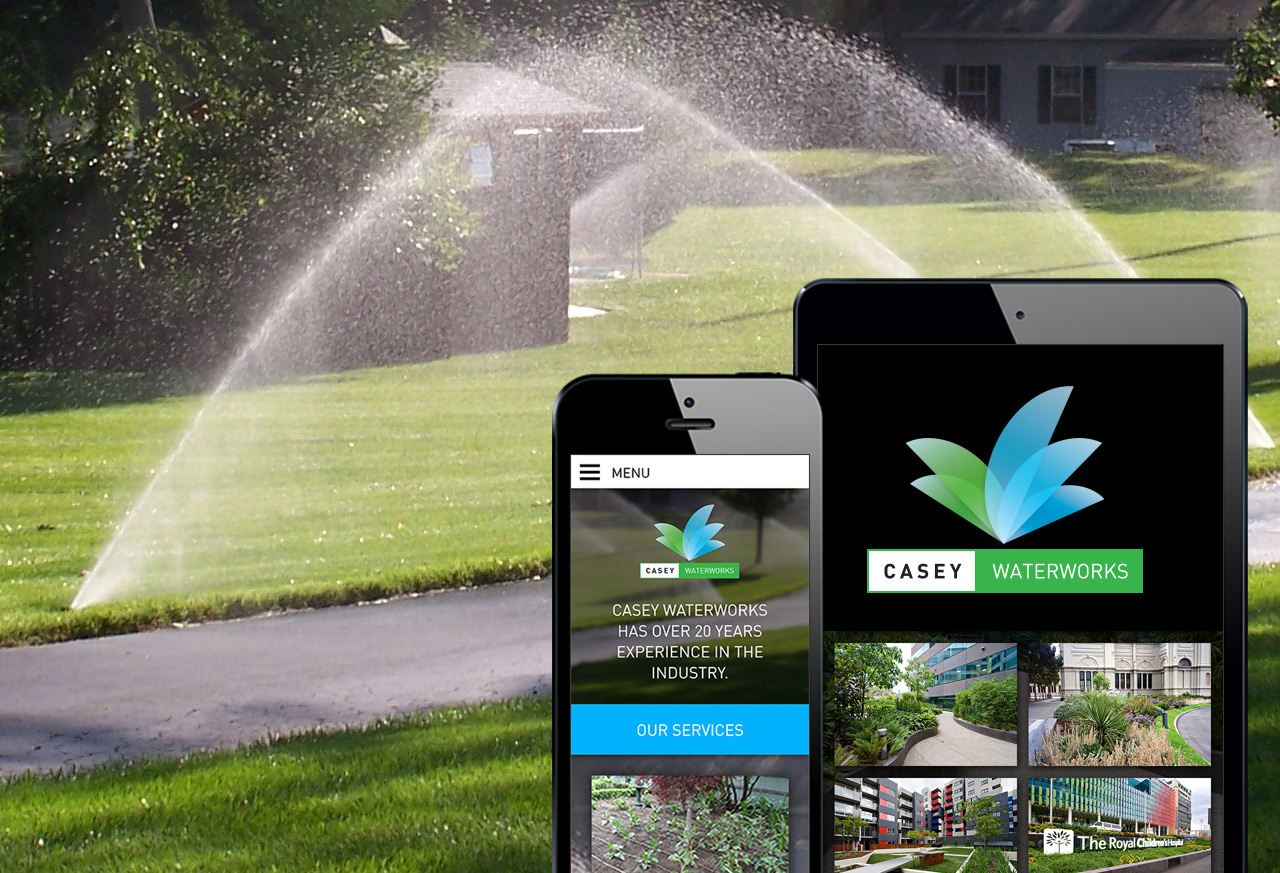 MENU
CASEY WATERWORKS
CASEY WATERWORKS
HAS OVER 20 YEARS
EXPERIENCE IN THE
INDUSTRY.
OUR SERVICES
CASEY WATERWORKS
The Royal Children's Hospital